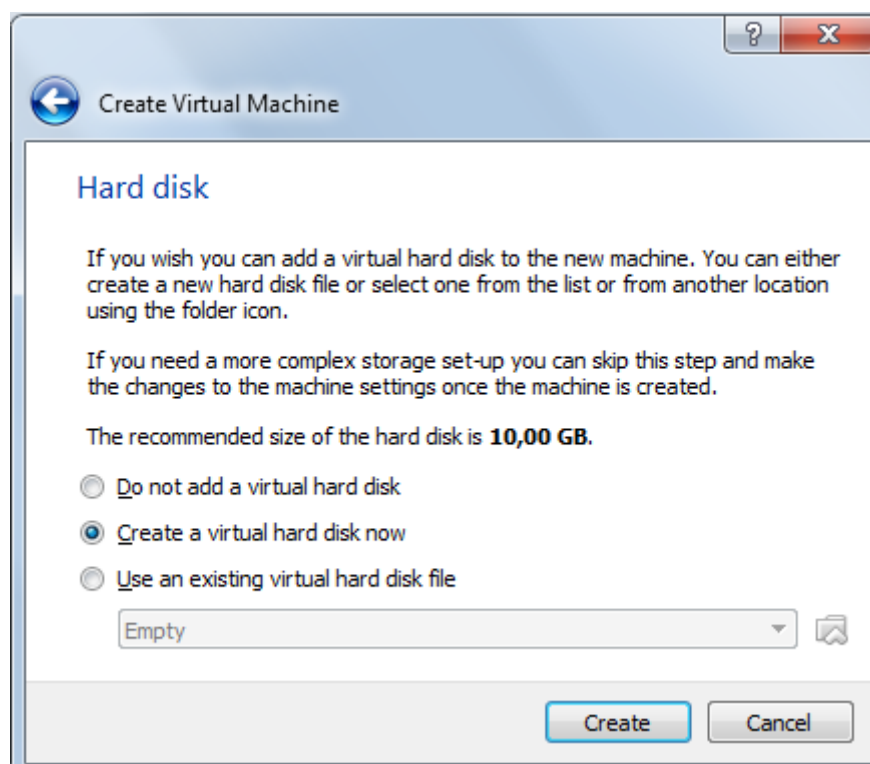 ?
Create Virtual Machine
Hard disk
If you wish you can add a virtual hard disk to the new machine. You can either
create a new hard disk file or select one from the list or from another location
using the folder icon.
If you need a more complex storage set-up you can skip this step and make
the changes to the machine settings once the machine is created.
The recommended size of the hard disk is 10,00 GB.
Do not add a virtual hard disk
Create a virtual hard disk now
Use an existing virtual hard disk file
Empty
Create Cancel